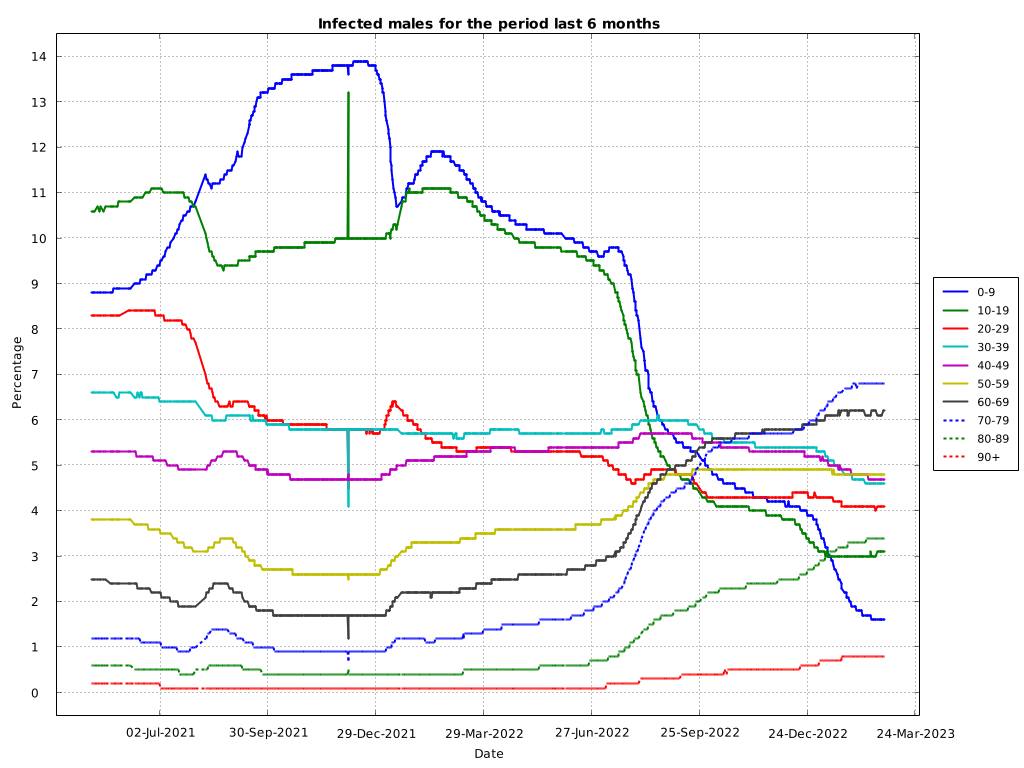 Infected males for the period last 6 months
Percentage
14
13
12
11
10
9
8
7
6
5
4
3
2
1
0
02-Jul-2021
30-Sep-2021
29-Dec-2021
29-Mar-2022
27-Jun-2022
25-Sep-2022
24-Dec-2022
24-Mar-2023
Date
0-9
10-19
20-29
30-39
40-49
50-59
60-69
70-79
80-89
90+